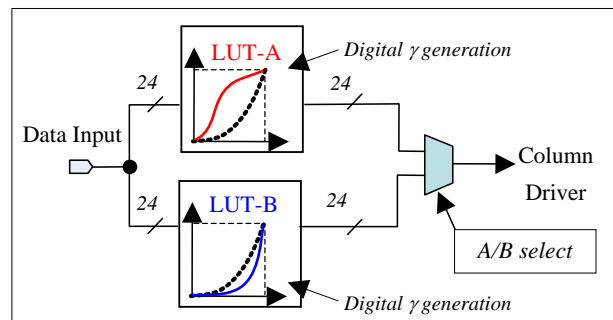 LUT-A
Digital γ generation
24
24
Data Input
Column
Driver
24
LUT-B
24
A/B select
Digital γ generation